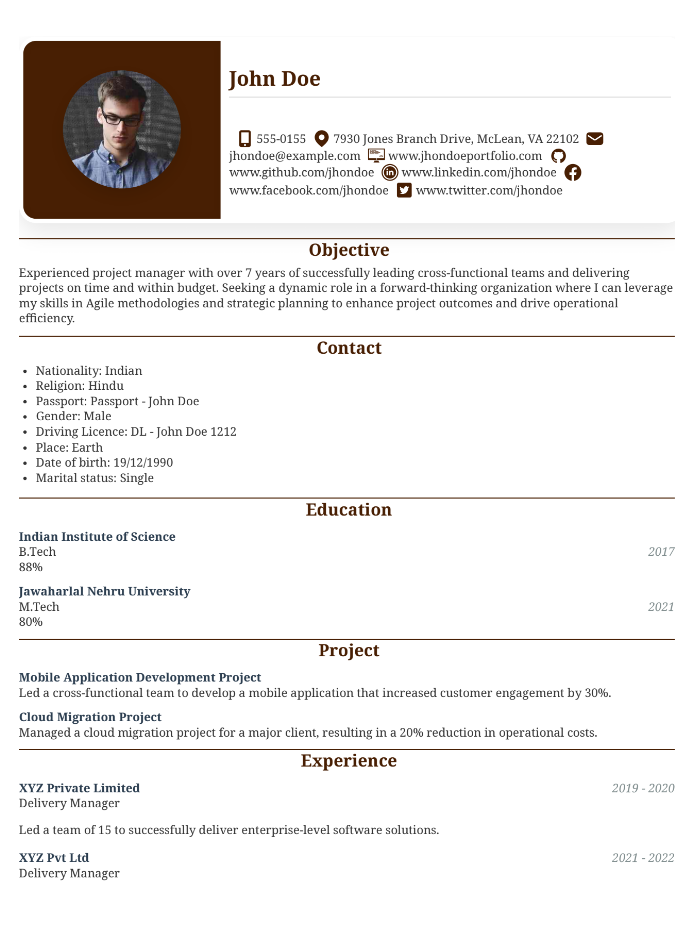 John Doe
555-0155 7930 Jones Branch Drive, McLean, VA 22102
jhondoe@example.com www.jhondoeportfolio.com
www.github.com/jhondoe www.linkedin.com/jhondoe
www.facebook.com/jhondoe www.twitter.com/jhondoe
Objective
Experienced project manager with over 7 years of successfully leading cross-functional teams and delivering
projects on time and within budget. Seeking a dynamic role in a forward-thinking organization where I can leverage
my skills in Agile methodologies and strategic planning to enhance project outcomes and drive operational
efficiency.
Contact
• Nationality: Indian
• Religion: Hindu
• Passport: Passport - John Doe
• Gender: Male
• Driving Licence: DL - John Doe 1212
• Place: Earth
• Date of birth: 19/12/1990
• Marital status: Single
Education
Indian Institute of Science
B.Tech 2017
88%
Jawaharlal Nehru University
M.Tech 2021
80%
Project
Mobile Application Development Project
Led a cross-functional team to develop a mobile application that increased customer engagement by 30%.
Cloud Migration Project
Managed a cloud migration project for a major client, resulting in a 20% reduction in operational costs.
Experience
XYZ Private Limited 2019 - 2020
Delivery Manager
Led a team of 15 to successfully deliver enterprise-level software solutions.
XYZ Pvt Ltd 2021 - 2022
Delivery Manager